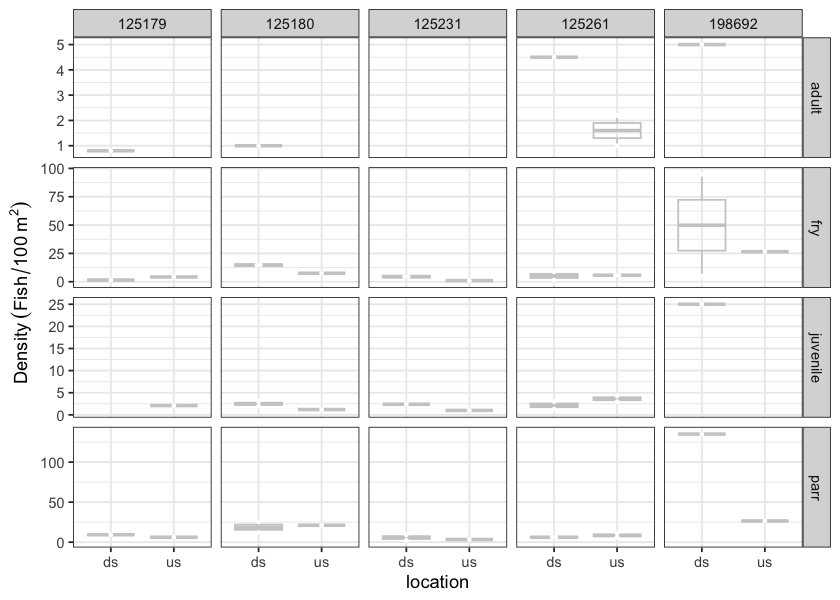 125179 125180 125231 125261 198692
5
4
3
2
1
adult
100
75
50
25
0
fry
25
20
15
10
5
0
juvenile
100
50
0
parr
Density (Fish/100 m²)
ds us ds us ds us ds us ds us
location